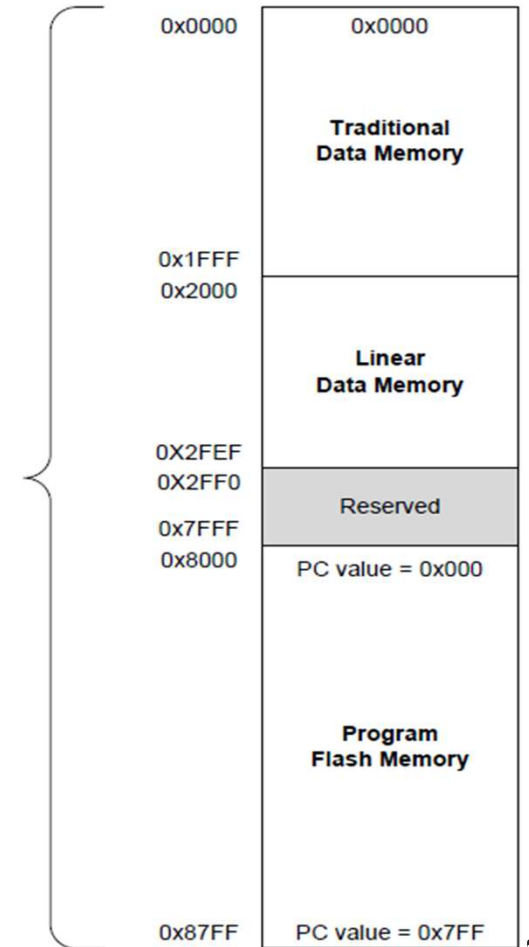 0x0000 0x0000
Traditional
Data Memory
0x1FFF
0x2000
Linear
Data Memory
0X2FEF
0X2FF0
Reserved
0x7FFF
0x8000
PC value = 0x000
Program
Flash Memory
0x87FF PC value = 0x7FF